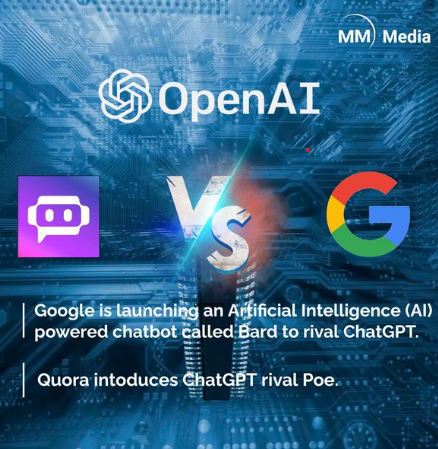 MM Media
OpenAI
VS
Google is launching an Artificial Intelligence (AI)
powered chatbot called Bard to rival ChatGPT.
Quora intoduces ChatGPT rival Poe.